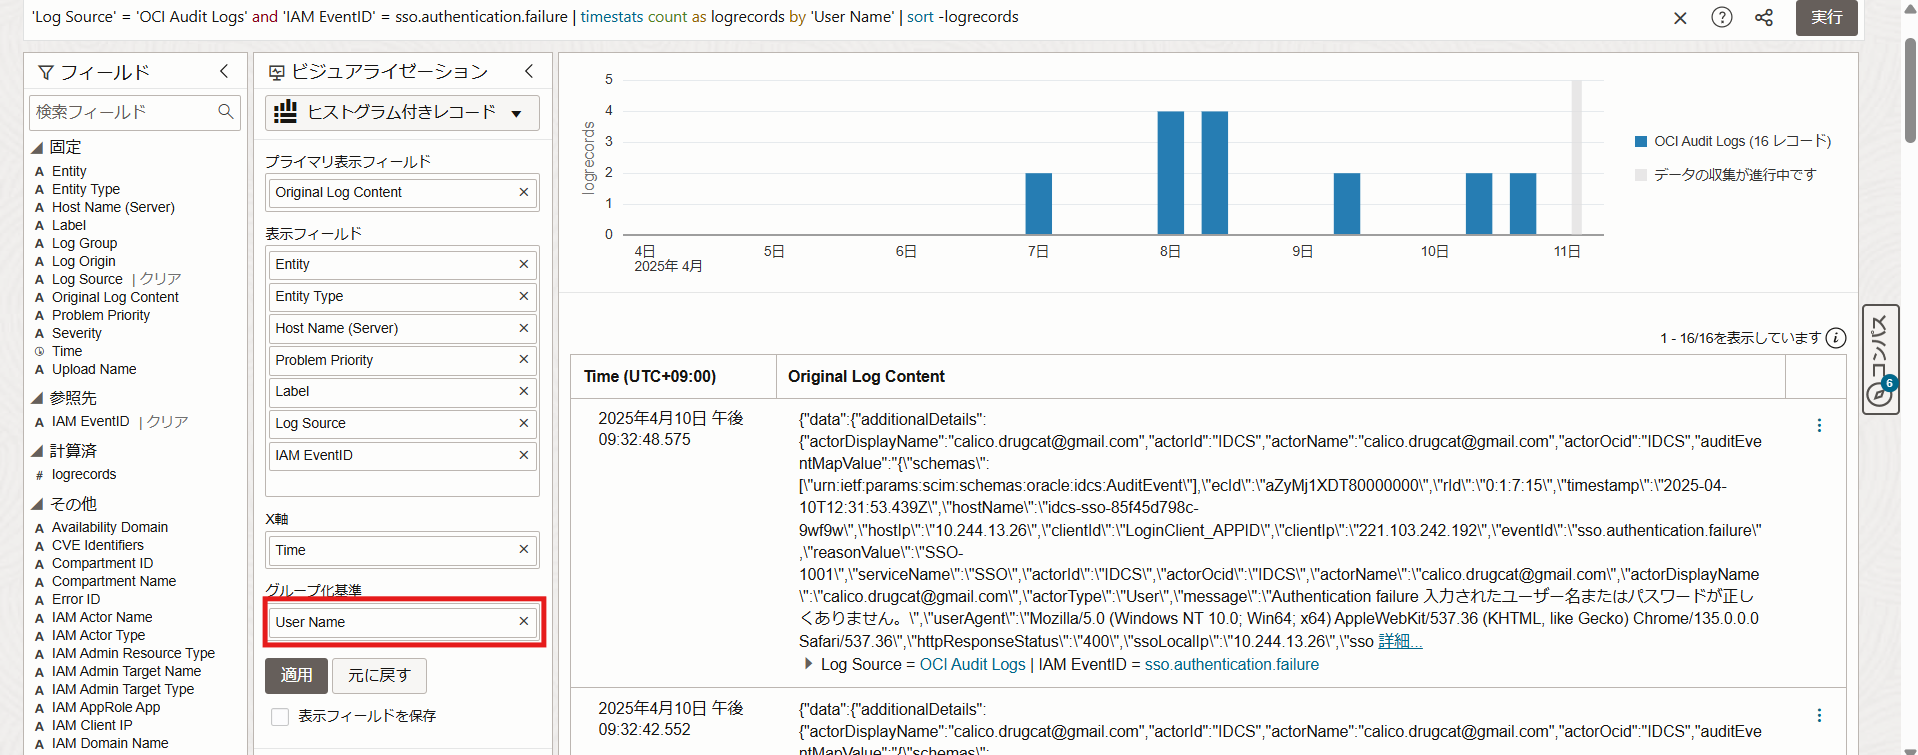 'Log Source' = 'OCI Audit Logs' and 'IAM EventID' = sso.authentication.failure | timestats count as logrecords by 'User Name' | sort -logrecords
実行
フィールド
検索フィールド
固定
Entity
Entity Type
Host Name (Server)
Label
Log Group
Log Origin
Log Source | クリア
Original Log Content
Problem Priority
Severity
Time
Upload Name
参照先
IAM EventID | クリア
計算済
# logrecords
その他
Availability Domain
CVE Identifiers
Compartment ID
Compartment Name
Error ID
IAM Actor Name
IAM Actor Type
IAM Admin Resource Type
IAM Admin Target Name
IAM Admin Target Type
IAM AppRole App
IAM Client IP
IAM Domain Name
ビジュアライゼーション
ヒストグラム付きレコード
プライマリ表示フィールド
Original Log Content
表示フィールド
Entity
Entity Type
Host Name (Server)
Problem Priority
Label
Log Source
IAM EventID
X軸
Time
グループ化基準
User Name
適用
元に戻す
表示フィールドを保存
logrecords
5
4
3
2
1
0
4日
5日
6日
7日
8日
9日
10日
11日
2025年 4月
OCI Audit Logs (16 レコード)
データの収集が進行中です
1 - 16/16を表示しています
コンパス
6
Time (UTC+09:00)
Original Log Content
2025年4月10日 午後
09:32:48.575
{"data":{"additionalDetails":
{"actorDisplayName":"calico.drugcat@gmail.com","actorId":"IDCS","actorName":"calico.drugcat@gmail.com","actorOcid":"IDCS","auditEve
ntMapValue":"{\"schemas\":
[\"urn:ietf:params:scim:schemas:oracle:idcs:AuditEvent\"],\"ecId\":\"aZyMj1XDT80000000\",\"rId\":\"0:1:7:15\",\"timestamp\":\"2025-04-
10T12:31:53.439Z\",\"hostName\":\"idcs-sso-85f45d798c-
9wf9w\",\"hostIp\":\"10.244.13.26\",\"clientId\":\"LoginClient_APPID\",\"clientIp\":\"221.103.242.192\",\"eventId\":\"sso.authentication.failure\"
,\"reasonValue\":\"SSO-
1001\",\"serviceName\":\"SSO\",\"actorId\":\"IDCS\",\"actorOcid\":\"IDCS\",\"actorName\":\"calico.drugcat@gmail.com\",\"actorDisplayName
\":\"calico.drugcat@gmail.com\",\"actorType\":\"User\",\"message\":\"Authentication failure 入力されたユーザー名またはパスワードが正し
くありません。\",\"userAgent\":\"Mozilla/5.0 (Windows NT 10.0; Win64; x64) AppleWebKit/537.36 (KHTML, like Gecko) Chrome/135.0.0.0
Safari/537.36\",\"httpResponseStatus\":\"400\",\"ssoLocalIp\":\"10.244.13.26\",\"sso 詳細...
Log Source = OCI Audit Logs | IAM EventID = sso.authentication.failure
2025年4月10日 午後
09:32:42.552
{"data":{"additionalDetails":
{"actorDisplayName":"calico.drugcat@gmail.com","actorId":"IDCS","actorName":"calico.drugcat@gmail.com","actorOcid":"IDCS","auditEve
ntMapValue":"{\"schemas\":